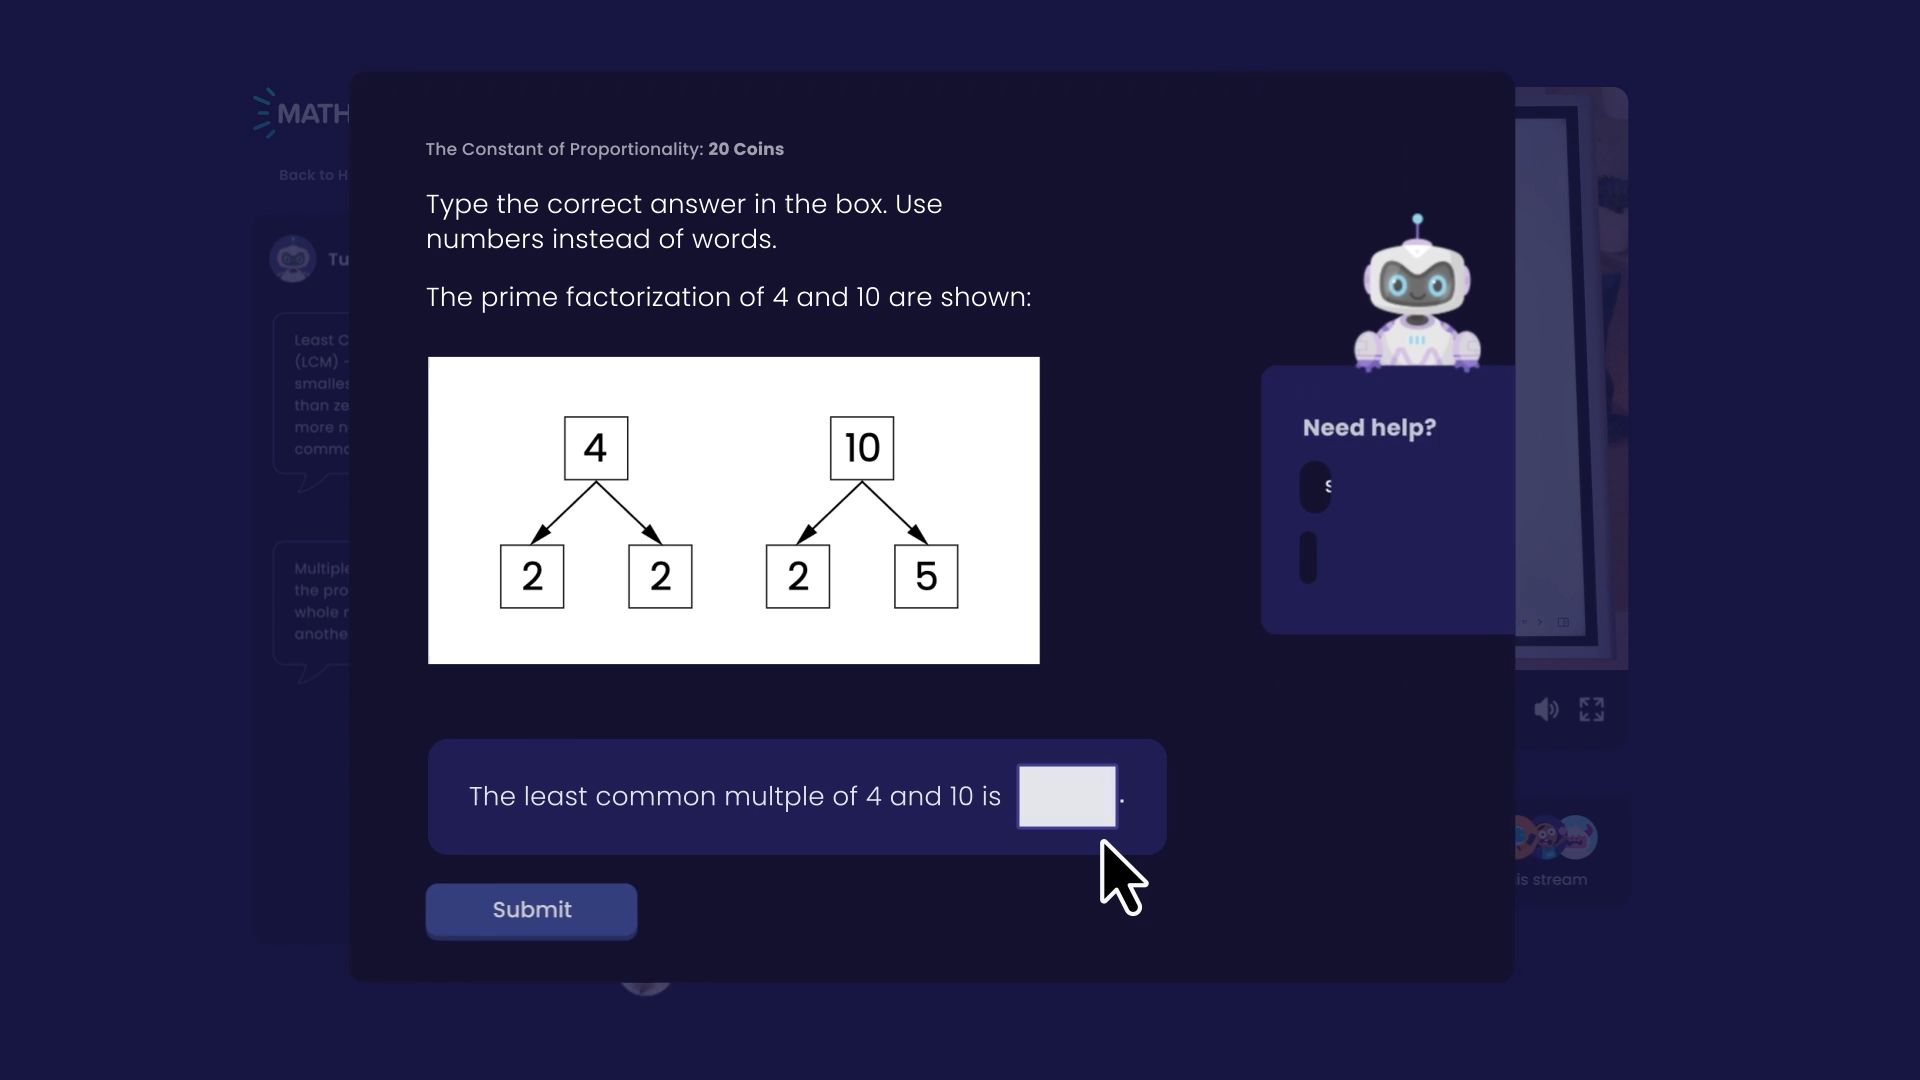 MATH
Back to H
Tu
Least C
(LCM) -
smalles
than ze
more n
commo
Multiple
the pro
whole r
anothe
The Constant of Proportionality: 20 Coins
Type the correct answer in the box. Use
numbers instead of words.
The prime factorization of 4 and 10 are shown:
4 10
2 2 2 5
The least common multple of 4 and 10 is .
Submit
Need help?
is stream